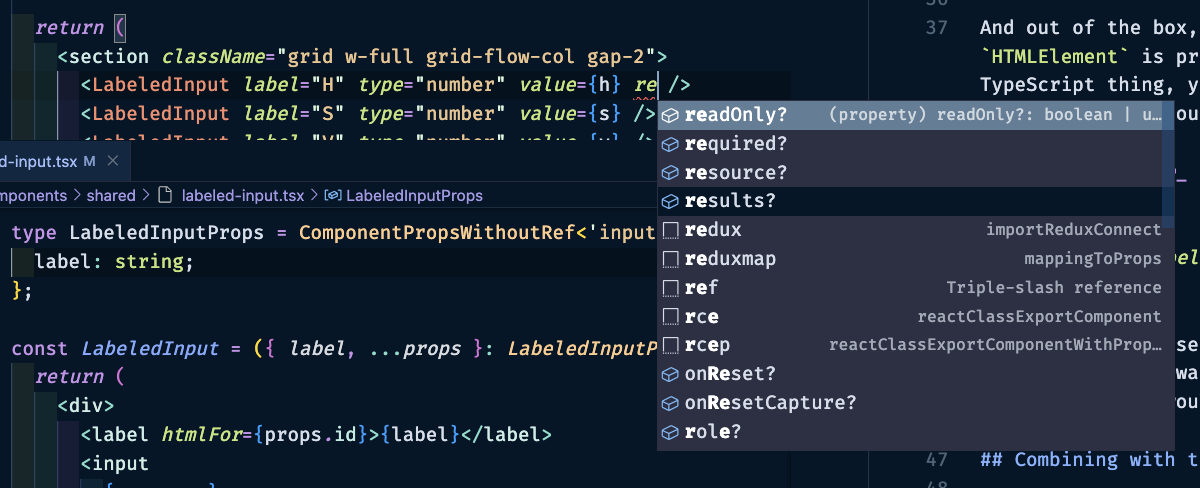 return (
<section className="grid w-full grid-flow-col gap-2">
<LabeledInput label="H" type="number" value={h} re />
<LabeledInput label="S" type="number" value={s} />
readOnly? (property) readOnly?: boolean | u…
required?
resource?
results?
redux importReduxConnect
reduxmap mappingToProps
ref Triple-slash reference
rce reactClassExportComponent
rcep reactClassExportComponentWithProp…
onReset?
onResetCapture?
role?
ed-input.tsx M ×
mponents > shared > labeled-input.tsx > LabeledInputProps
type LabeledInputProps = ComponentPropsWithoutRef<'input
label: string;
};
const LabeledInput = ({ label, ...props }: LabeledInputP
return (
<div>
<label htmlFor={props.id}>{label}</label>
<input
37 And out of the box,
`HTMLElement` is pr
TypeScript thing, y
ou
el
se
wa
ou
47 ## Combining with t